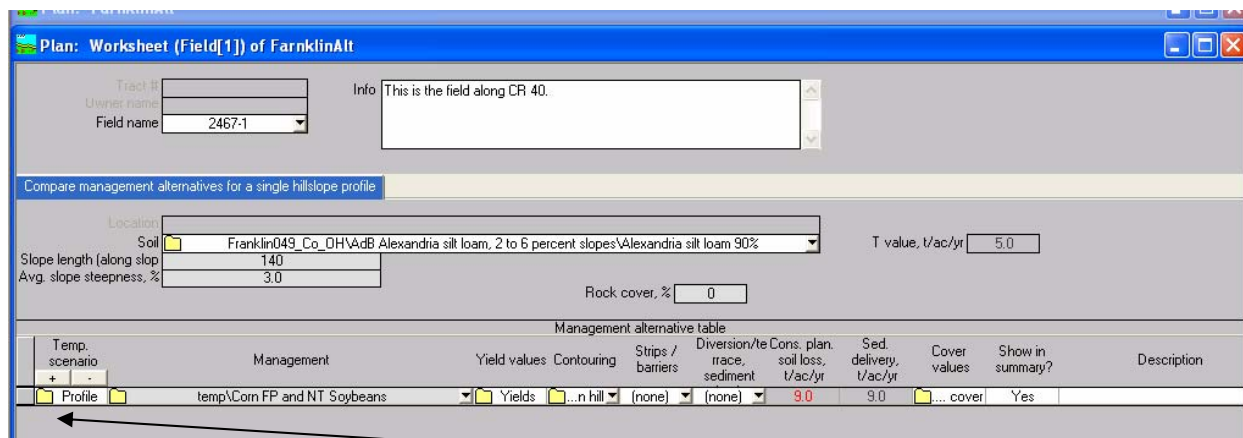 Plan: Worksheet (Field[1]) of FarnklinAlt
Tract #
Owner name
Field name 2467-1
Info This is the field along CR 40.
Compare management alternatives for a single hillslope profile
Location
Soil Franklin049_Co_OH\AdB Alexandria silt loam, 2 to 6 percent slopes\Alexandria silt loam 90%
T value, t/ac/yr 5.0
Slope length (along slop 140
Avg. slope steepness, % 3.0
Rock cover, % 0
Management alternative table
Temp. scenario
+ -
Management
Yield values
Contouring
Strips / barriers
Diversion/te rrace, sediment
Cons. plan. soil loss, t/ac/yr
Sed. delivery, t/ac/yr
Cover values
Show in summary?
Description
Profile temp\Corn FP and NT Soybeans Yields ...n hill (none) (none) 9.0 9.0 .... cover Yes